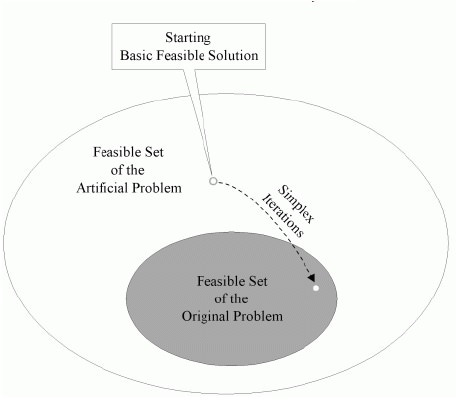 Starting
Basic Feasible Solution
Feasible Set
of the
Artificial Problem
Simplex
Iterations
Feasible Set
of the
Original Problem